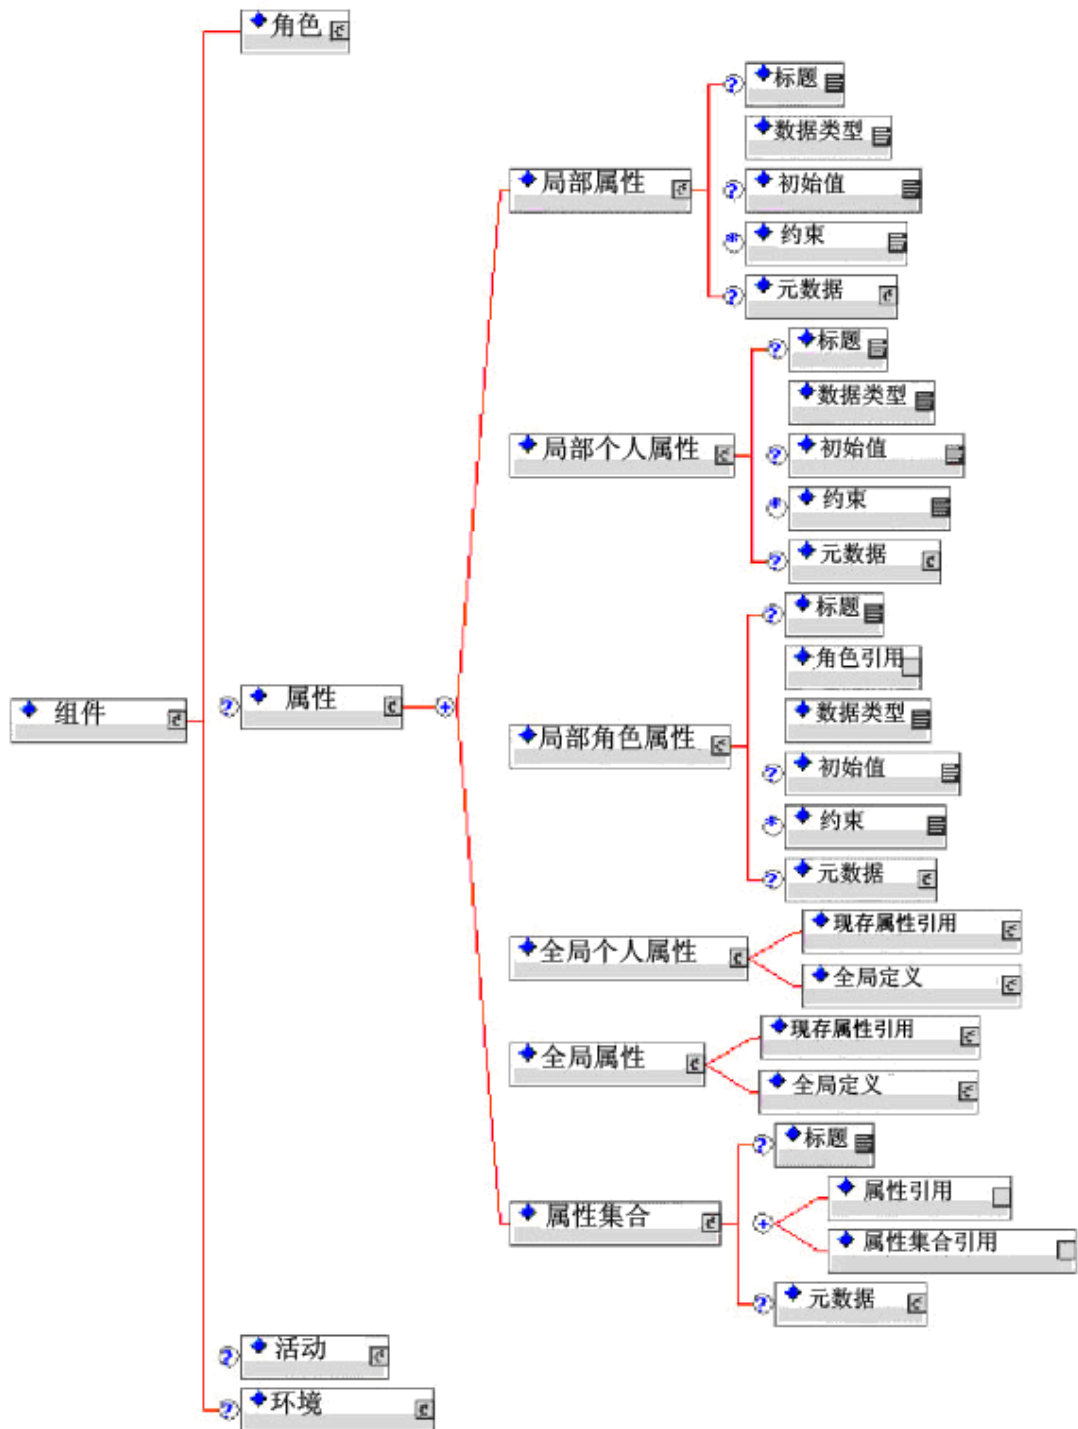 角色
标题
数据类型
局部属性
初始值
约束
元数据
标题
数据类型
局部个人属性
初始值
约束
元数据
标题
角色引用
属性
组件
数据类型
局部角色属性
初始值
约束
元数据
现存属性引用
全局个人属性
全局定义
现存属性引用
全局属性
全局定义
标题
属性引用
属性集合
属性集合引用
元数据
活动
环境